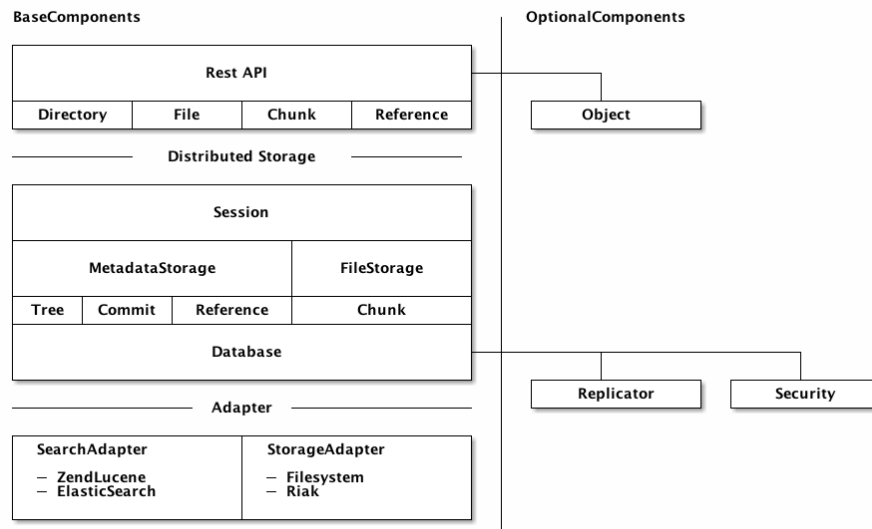 BaseComponents
OptionalComponents
Rest API
Directory
File
Chunk
Reference
Object
Distributed Storage
Session
MetadataStorage
FileStorage
Tree
Commit
Reference
Chunk
Database
Replicator
Security
Adapter
SearchAdapter
– ZendLucene
– ElasticSearch
StorageAdapter
– Filesystem
– Riak